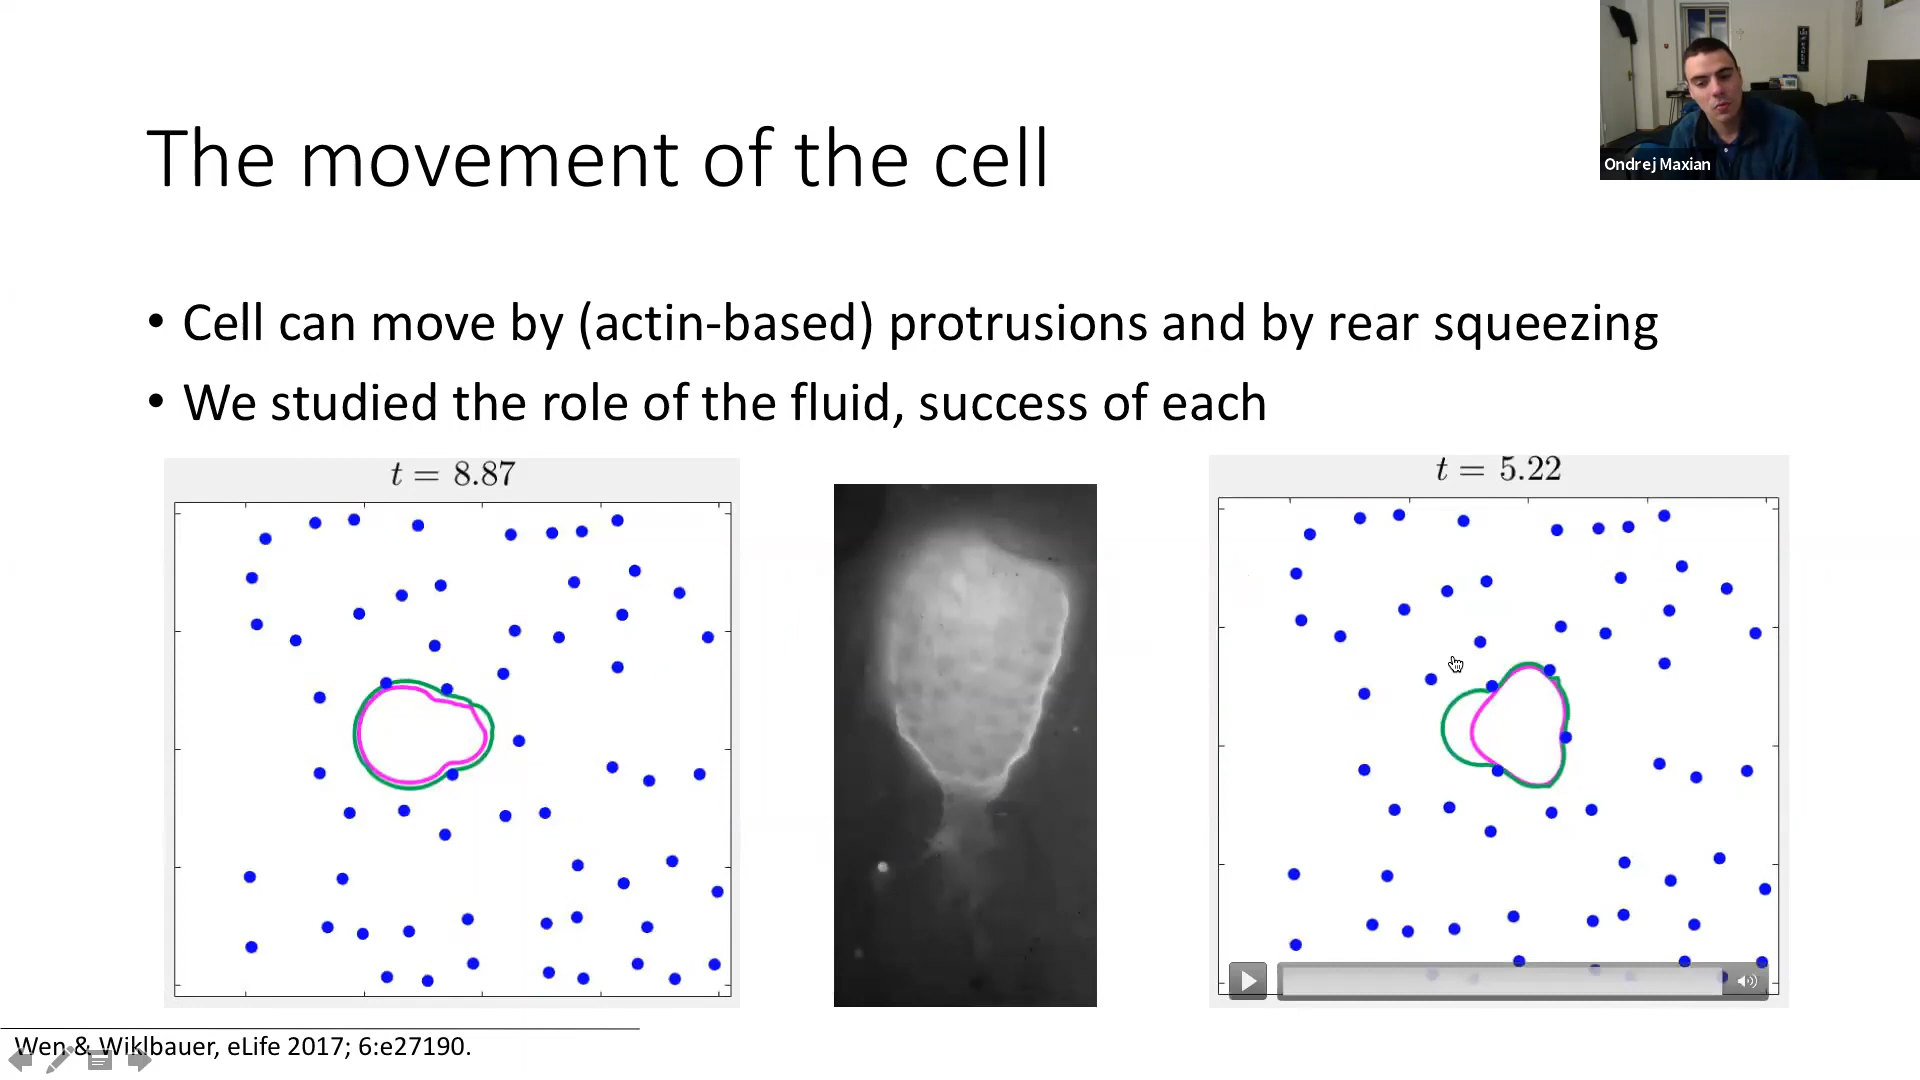 Ondrej Maxian
The movement of the cell
• Cell can move by (actin-based) protrusions and by rear squeezing
• We studied the role of the fluid, success of each
t = 8.87
t = 5.22
Wen & Wiklbauer, eLife 2017; 6:e27190.